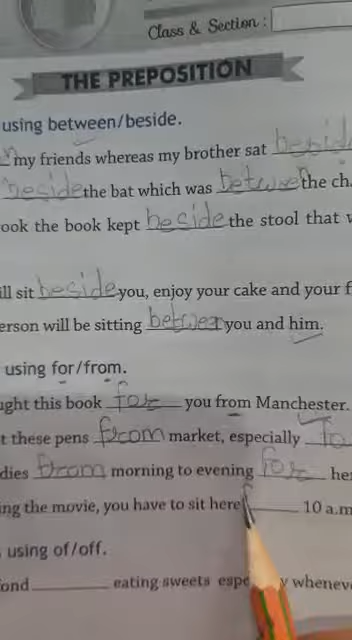 Class & Section :
THE PREPOSITION
using between/beside.
my friends whereas my brother sat besid
beside the bat which was between the ch
ook the book kept beside the stool that
ill sit beside you, enjoy your cake and your f
erson will be sitting between you and him.
using for/from.
ught this book for you from Manchester.
t these pens from market, especially fo
dies from morning to evening for he
ing the movie, you have to sit here ____ 10 a.m
using of/off.
ond ____ eating sweets esp y whenev